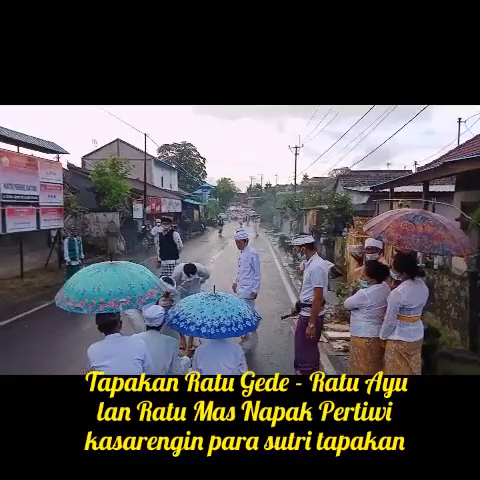 Tapakan Ratu Gede - Ratu Ayu
lan Ratu Mas Napak Pertiwi
kasarengin para sutri tapakan